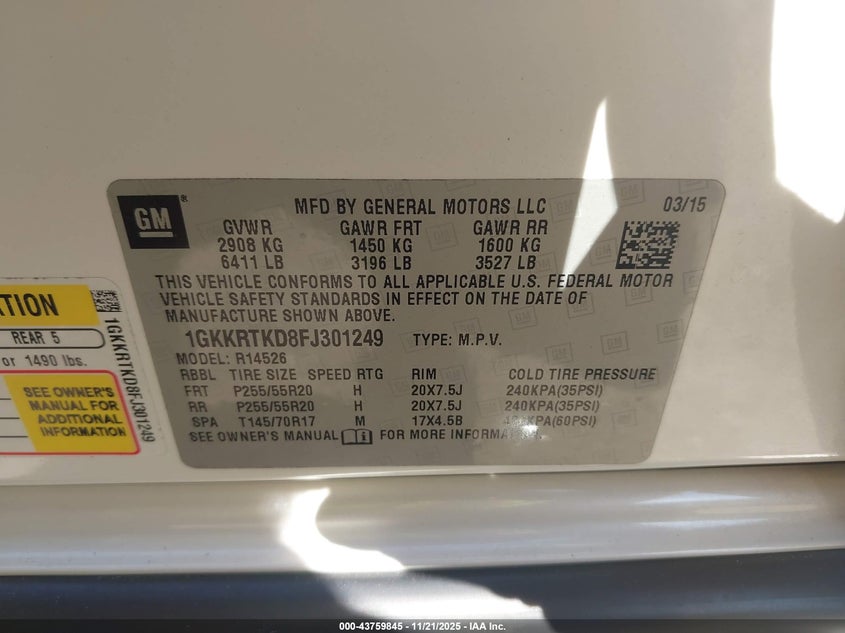 GM
®
MFD BY GENERAL MOTORS LLC
03/15
GVWR GAWR FRT GAWR RR
2908 KG 1450 KG 1600 KG
6411 LB 3196 LB 3527 LB
THIS VEHICLE CONFORMS TO ALL APPLICABLE U.S. FEDERAL MOTOR
VEHICLE SAFETY STANDARDS IN EFFECT ON THE DATE OF
MANUFACTURE SHOWN ABOVE.
1GKKRTKD8FJ301249 TYPE: M.P.V.
MODEL: R14526
RBBL TIRE SIZE SPEED RTG RIM COLD TIRE PRESSURE
FRT P255/55R20 H 20X7.5J 240KPA(35PSI)
RR P255/55R20 H 20X7.5J 240KPA(35PSI)
SPA T145/70R17 M 17X4.5B 420KPA(60PSI)
SEE OWNER'S MANUAL FOR MORE INFORMATION.
REAR 5
or 1490 lbs.
SEE OWNER'S
MANUAL FOR
ADDITIONAL
INFORMATION
1GKKRTKD8FJ301249
000-43759845 - 11/21/2025 - IAA Inc.